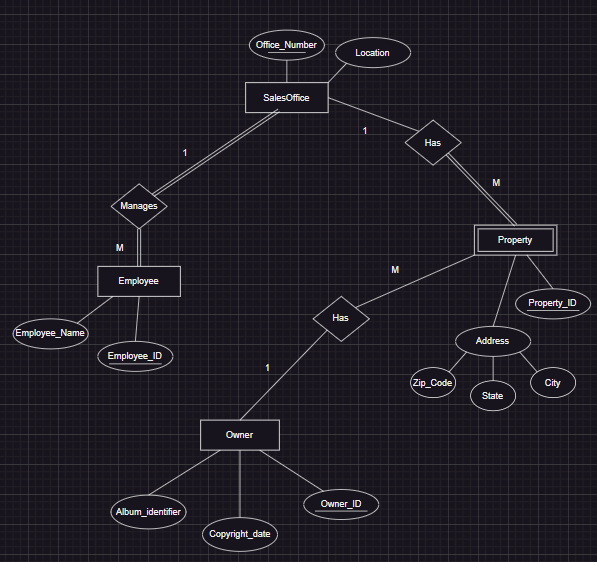 Office_Number
Location
SalesOffice
1
Has
1
M
Manages
M
Property
Employee
M
Property_ID
Has
Employee_Name
Address
Employee_ID
1
Zip_Code
City
State
Owner
Owner_ID
Album_identifier
Copyright_date